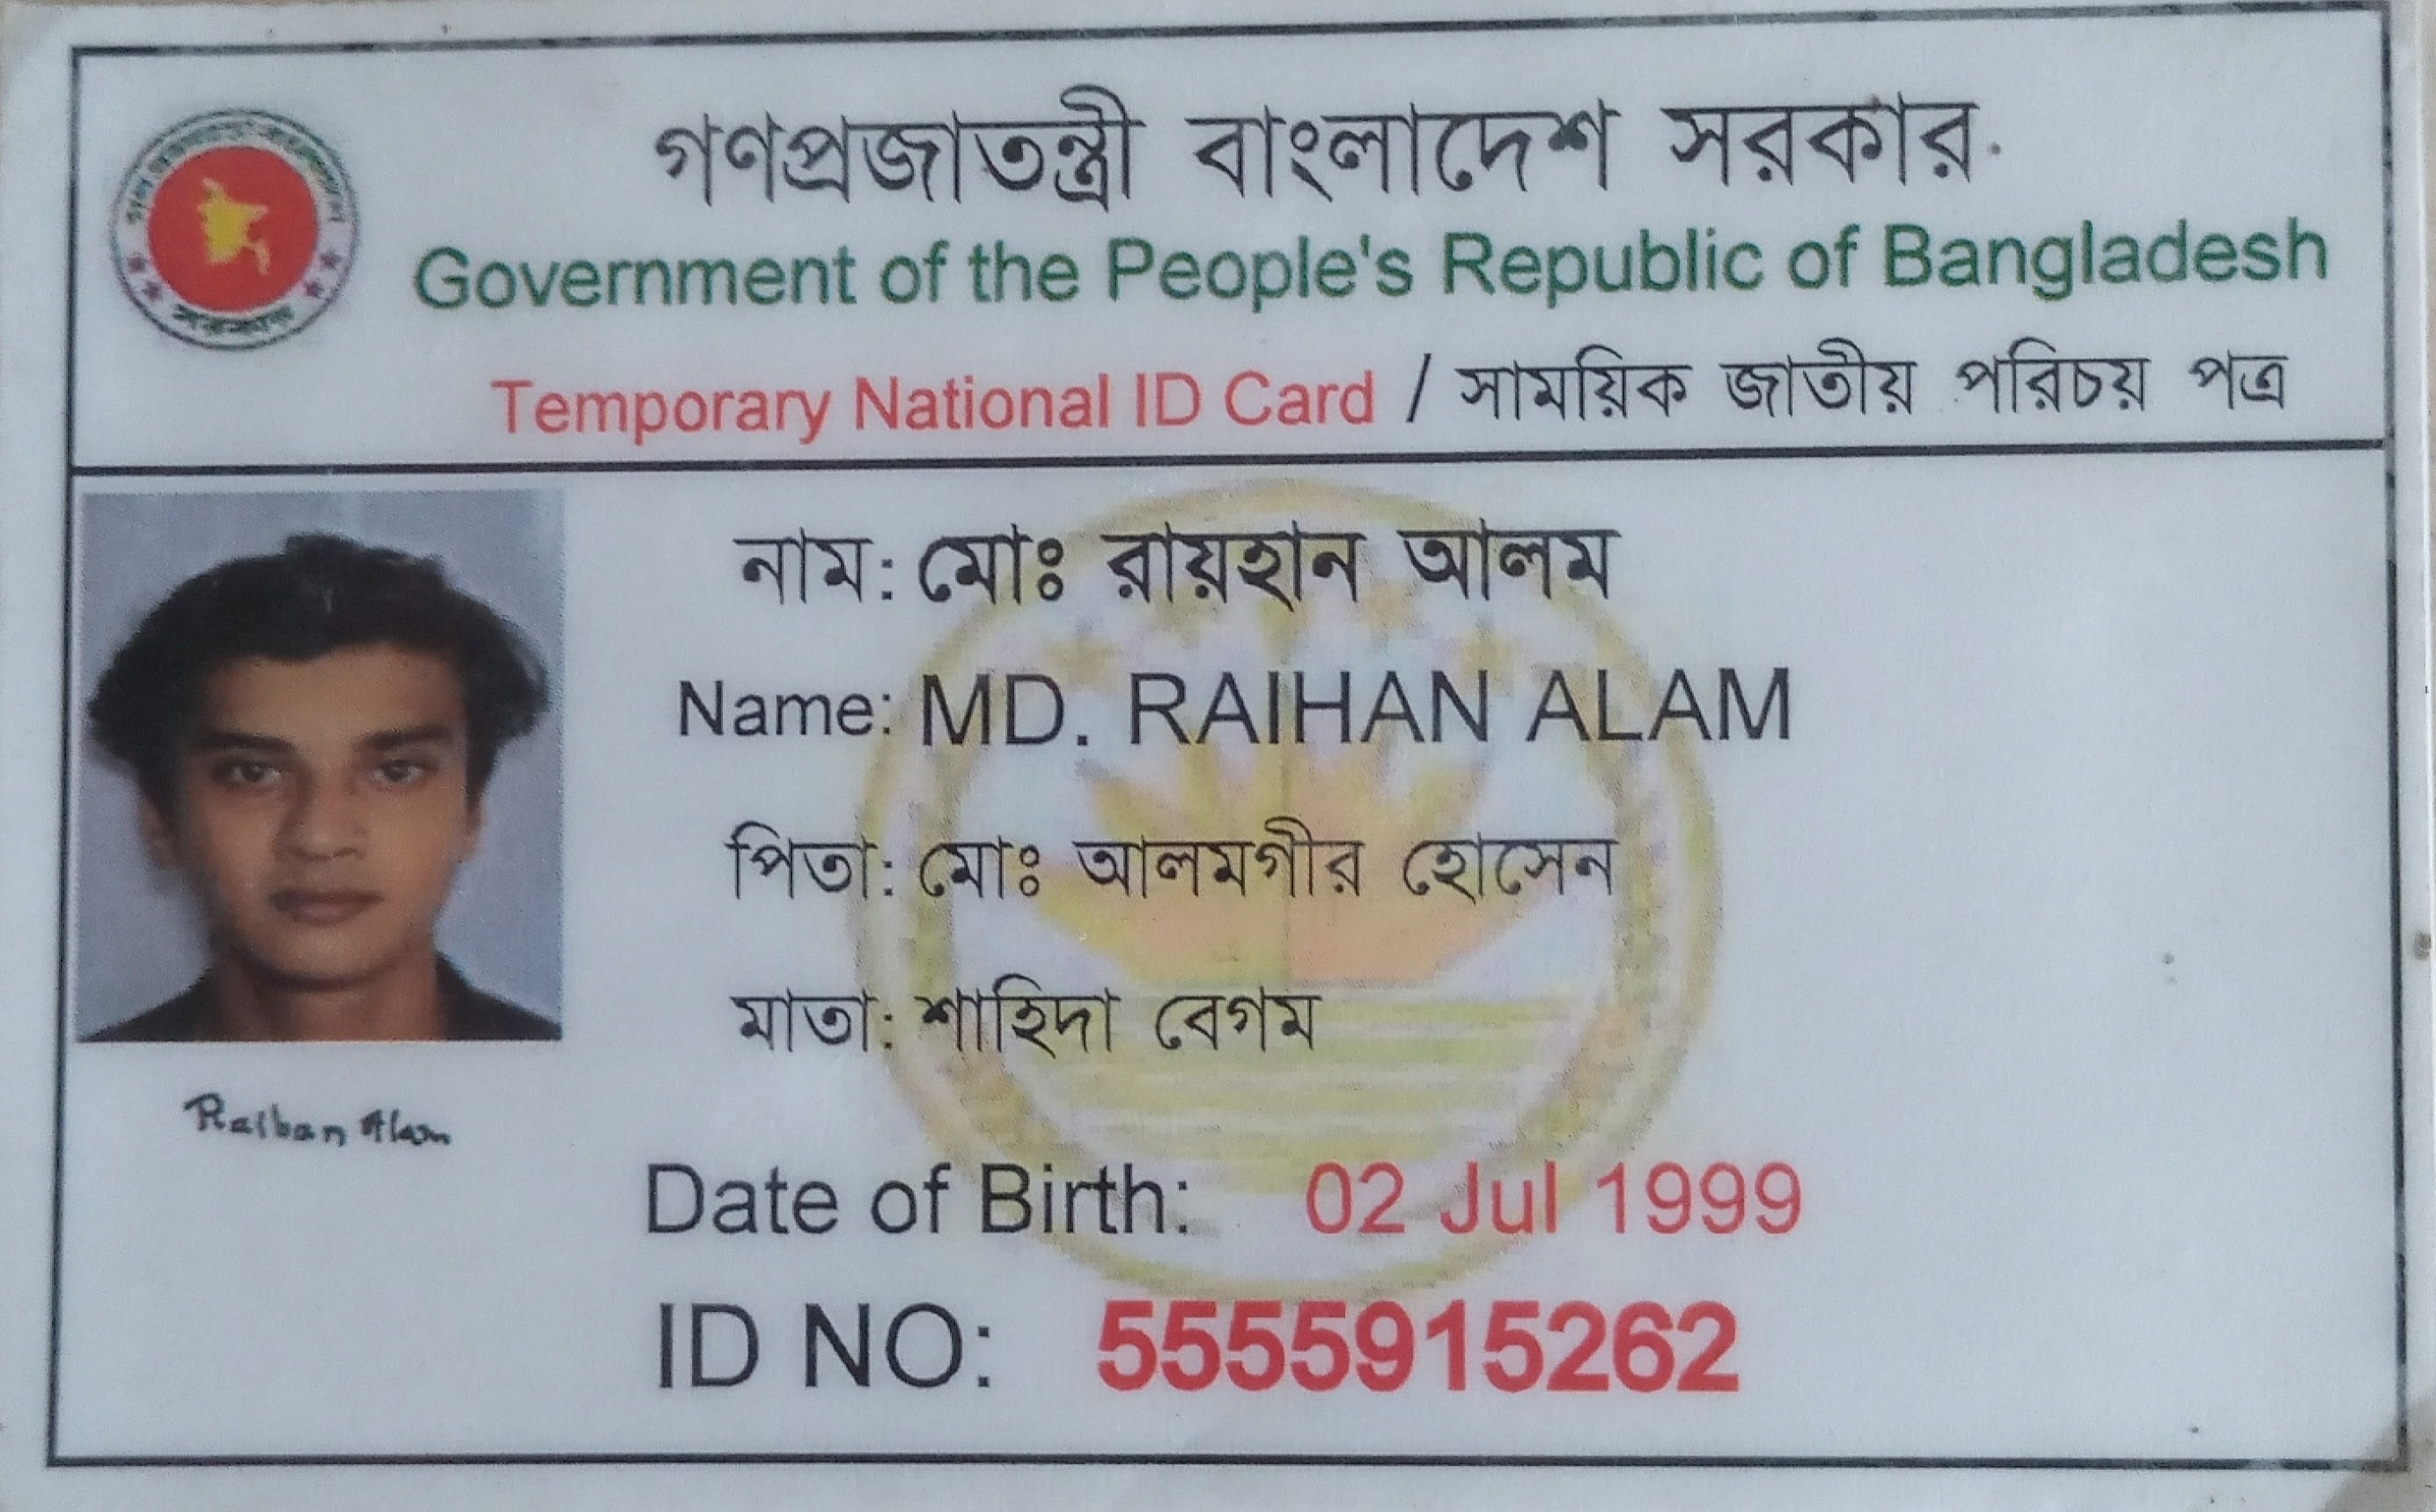 গণপ্রজাতন্ত্রী বাংলাদেশ সরকার
Government of the People's Republic of Bangladesh
Temporary National ID Card / সাময়িক জাতীয় পরিচয় পত্র
সরকার
নাম: মোঃ রায়হান আলম
Name: MD. RAIHAN ALAM
পিতা: মোঃ আলমগীর হোসেন
মাতা: শাহিদা বেগম
Raihan Alam
Date of Birth: 02 Jul 1999
ID NO: 5555915262